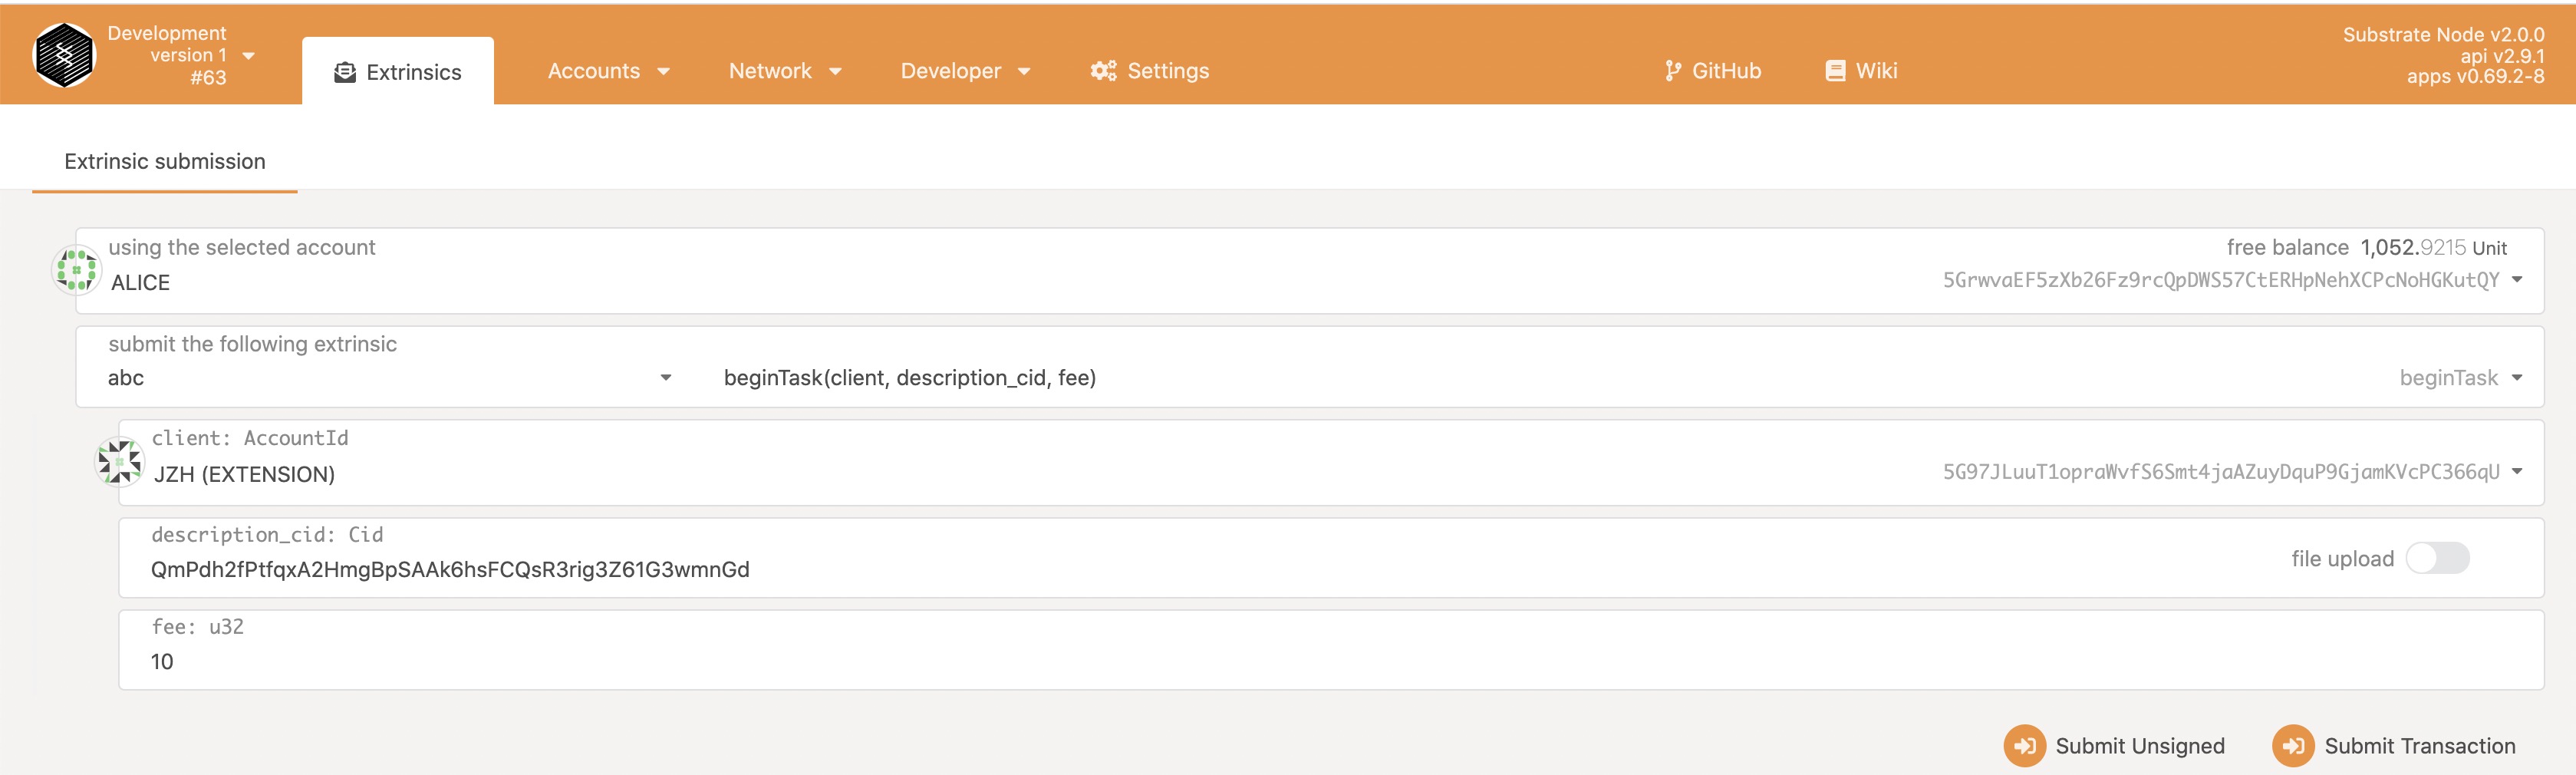 Development
version 1
#63
Extrinsics
Accounts
Network
Developer
Settings
GitHub
Wiki
Substrate Node v2.0.0
api v2.9.1
apps v0.69.2-8
Extrinsic submission
using the selected account
free balance 1,052.9215 Unit
ALICE
5GrwvaEF5zXb26Fz9rcQpDWS57CtERHpNehXCPcNoHGKutQY
submit the following extrinsic
abc
beginTask(client, description_cid, fee)
beginTask
client: AccountId
JZH (EXTENSION)
5G97JLuuT1opraWvfS6Smt4jaAZuyDquP9GjamKVcPC366qU
description_cid: Cid
QmPdh2fPtfqxA2HmgBpSAAk6hsFCQsR3rig3Z61G3wmnGd
file upload
fee: u32
10
Submit Unsigned
Submit Transaction